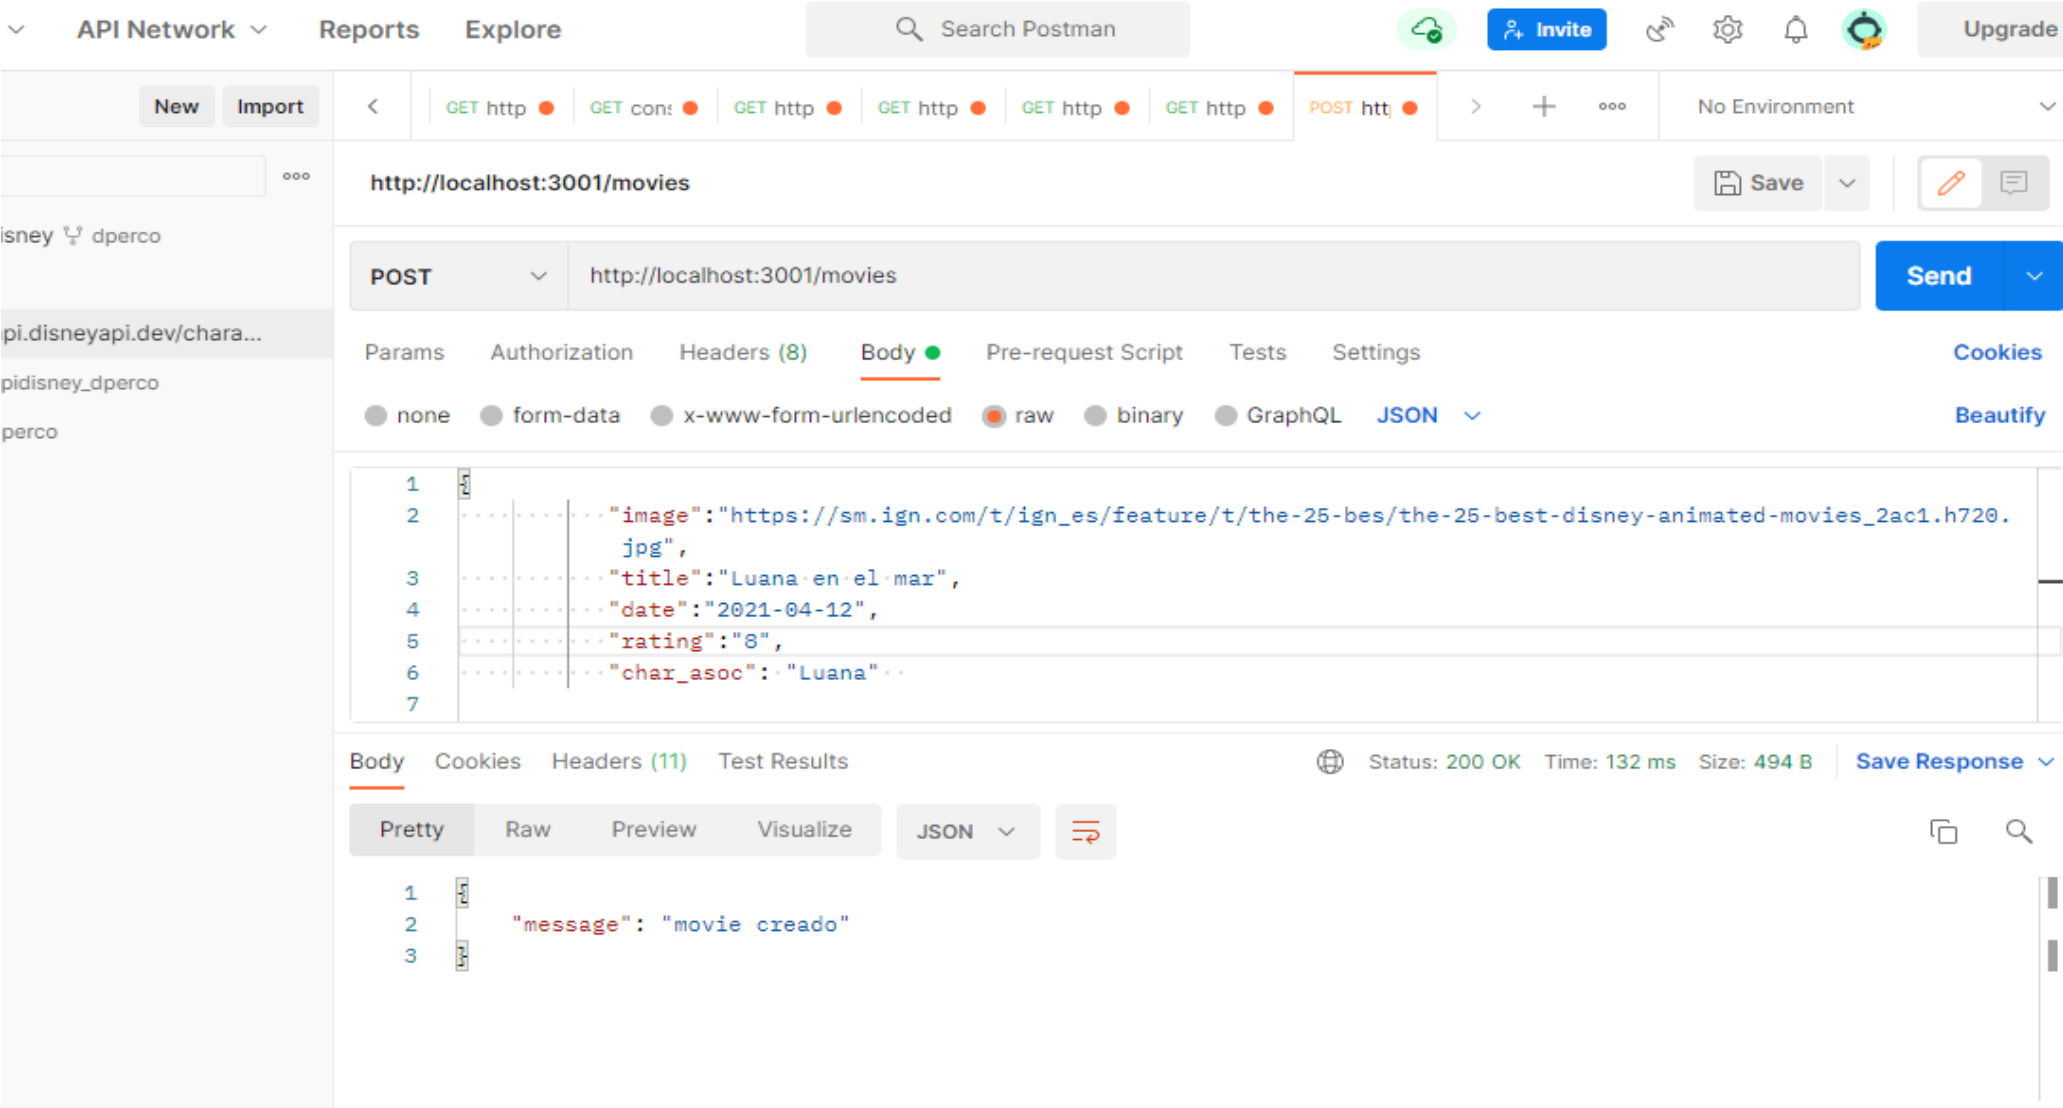 API Network Reports Explore Search Postman Invite Upgrade
New Import GET http GET con: GET http GET http GET http GET http POST htt No Environment
http://localhost:3001/movies Save
isney dperco
POST http://localhost:3001/movies Send
pi.disneyapi.dev/chara...
Params Authorization Headers (8) Body Pre-request Script Tests Settings Cookies
pidisney_dperco
none form-data x-www-form-urlencoded raw binary GraphQL JSON Beautify
perco
1 {
2 "image":"https://sm.ign.com/t/ign_es/feature/t/the-25-bes/the-25-best-disney-animated-movies_2ac1.h720.
jpg",
3 "title":"Luana en el mar",
4 "date":"2021-04-12",
5 "rating":"8",
6 "char_asoc": "Luana"
7
Body Cookies Headers (11) Test Results Status: 200 OK Time: 132 ms Size: 494 B Save Response
Pretty Raw Preview Visualize JSON
1 {
2 "message": "movie creado"
3 }